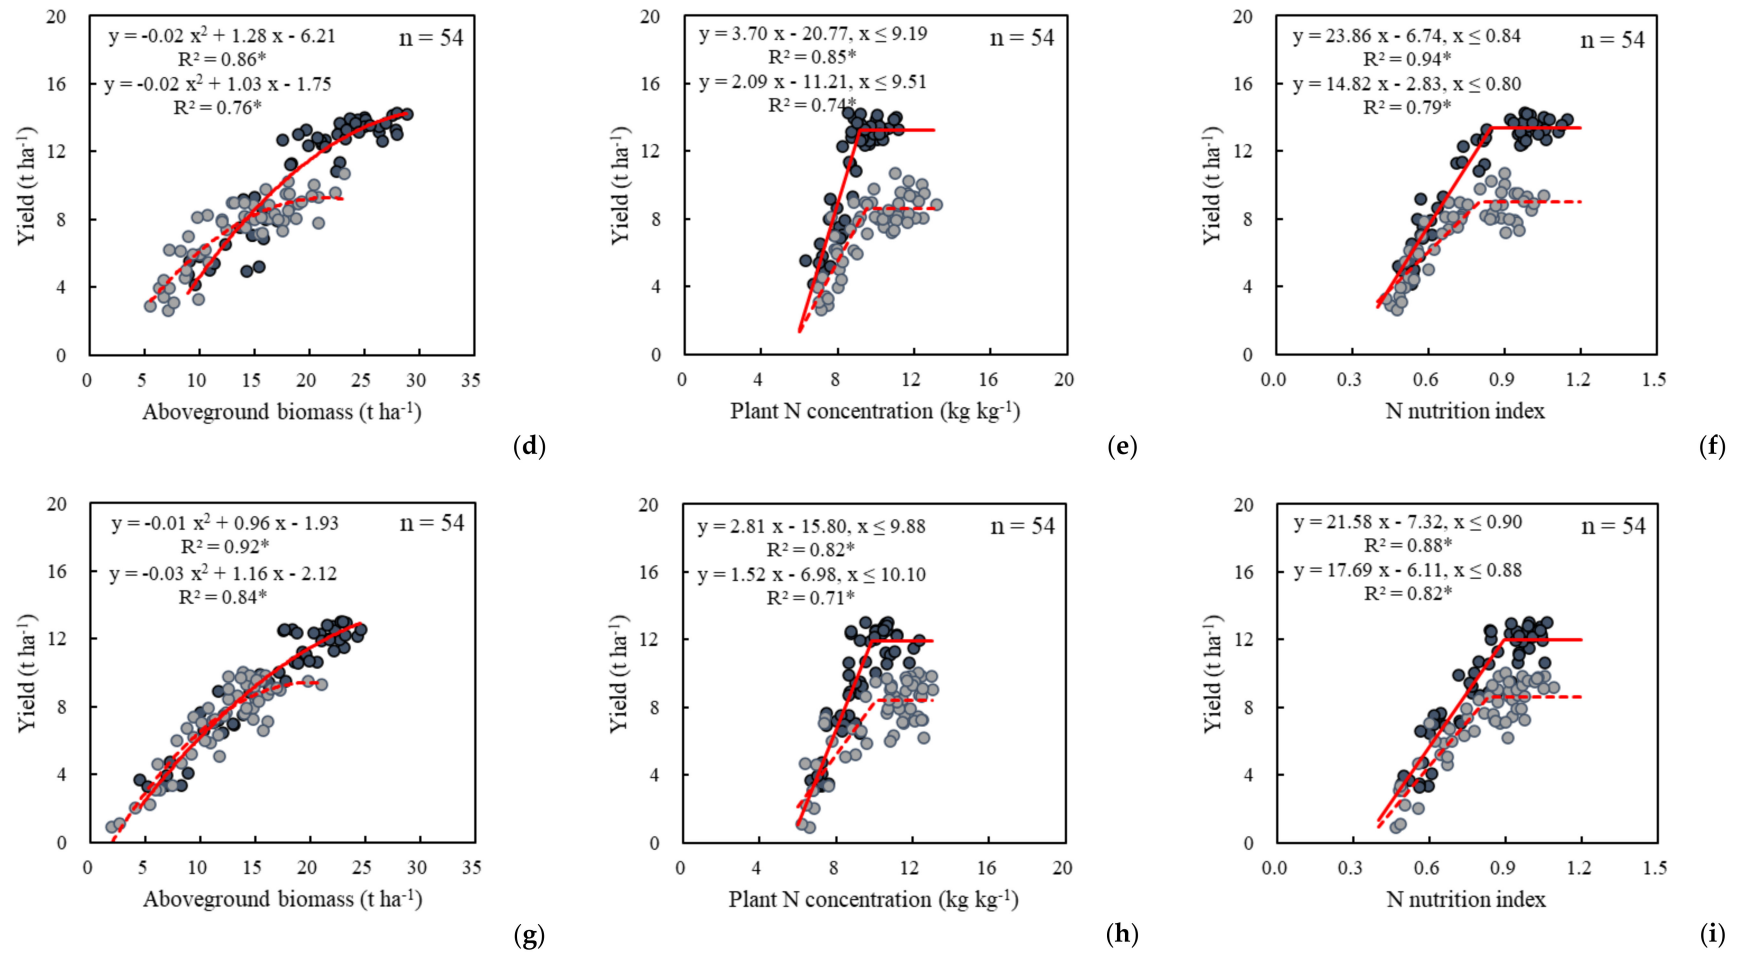 20
16
12
8
4
0
Yield (t ha⁻¹)
y = -0.02 x² + 1.28 x - 6.21
R² = 0.86*
y = -0.02 x² + 1.03 x - 1.75
R² = 0.76*
n = 54
0 5 10 15 20 25 30 35
Aboveground biomass (t ha⁻¹)
(d)
20
16
12
8
4
0
Yield (t ha⁻¹)
y = 3.70 x - 20.77, x ≤ 9.19
R² = 0.85*
y = 2.09 x - 11.21, x ≤ 9.51
R² = 0.74*
n = 54
0 4 8 12 16 20
Plant N concentration (kg kg⁻¹)
(e)
20
16
12
8
4
0
Yield (t ha⁻¹)
y = 23.86 x - 6.74, x ≤ 0.84
R² = 0.94*
y = 14.82 x - 2.83, x ≤ 0.80
R² = 0.79*
n = 54
0.0 0.3 0.6 0.9 1.2 1.5
N nutrition index
(f)
20
16
12
8
4
0
Yield (t ha⁻¹)
y = -0.01 x² + 0.96 x - 1.93
R² = 0.92*
y = -0.03 x² + 1.16 x - 2.12
R² = 0.84*
n = 54
0 5 10 15 20 25 30 35
Aboveground biomass (t ha⁻¹)
(g)
20
16
12
8
4
0
Yield (t ha⁻¹)
y = 2.81 x - 15.80, x ≤ 9.88
R² = 0.82*
y = 1.52 x - 6.98, x ≤ 10.10
R² = 0.71*
n = 54
0 4 8 12 16 20
Plant N concentration (kg kg⁻¹)
(h)
20
16
12
8
4
0
Yield (t ha⁻¹)
y = 21.58 x - 7.32, x ≤ 0.90
R² = 0.88*
y = 17.69 x - 6.11, x ≤ 0.88
R² = 0.82*
n = 54
0.0 0.3 0.6 0.9 1.2 1.5
N nutrition index
(i)